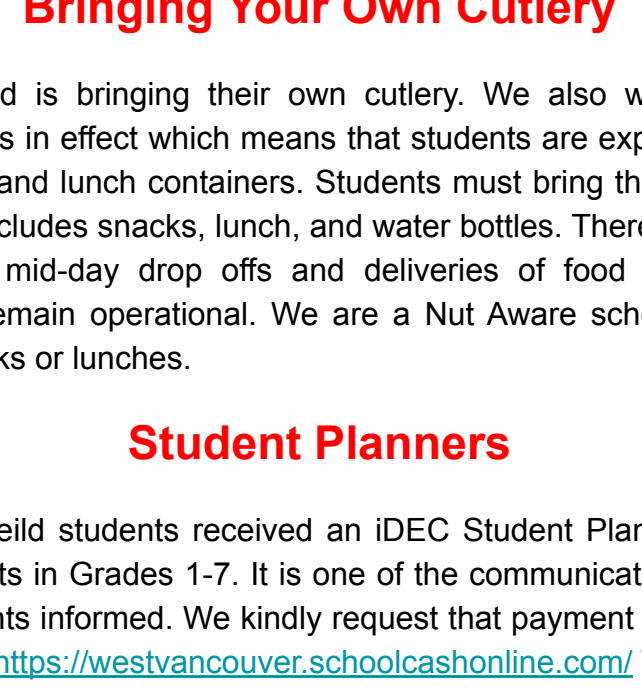 Bringing Your Own Cutlery
d is bringing their own cutlery. We also w
s in effect which means that students are exp
and lunch containers. Students must bring th
cludes snacks, lunch, and water bottles. There
mid-day drop offs and deliveries of food
emain operational. We are a Nut Aware scho
ks or lunches.
Student Planners
eild students received an iDEC Student Plan
ts in Grades 1-7. It is one of the communicat
nts informed. We kindly request that payment
https://westvancouver.schoolcashonline.com/